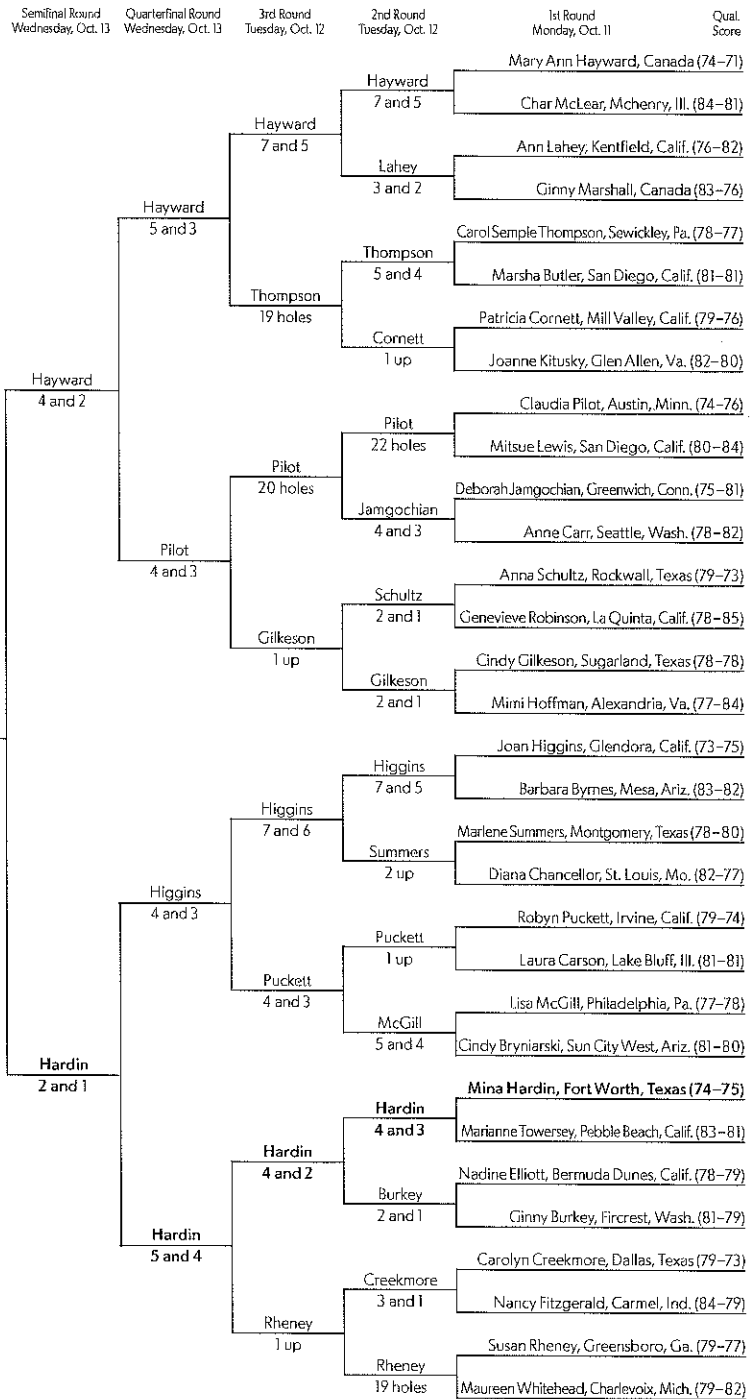 Semifinal Round
Wednesday, Oct. 13
Quarterfinal Round
Wednesday, Oct. 13
3rd Round
Tuesday, Oct. 12
2nd Round
Tuesday, Oct. 12
1st Round
Monday, Oct. 11
Qual.
Score
Mary Ann Hayward, Canada (74-71)
Hayward
7 and 5
Char McLear, Mchenry, Ill. (84-81)
Hayward
7 and 5
Ann Lahey, Kentfield, Calif. (76-82)
Lahey
3 and 2
Ginny Marshall, Canada (83-76)
Hayward
5 and 3
Carol Semple Thompson, Sewickley, Pa. (78-77)
Thompson
5 and 4
Marsha Butler, San Diego, Calif. (81-81)
Thompson
19 holes
Patricia Cornett, Mill Valley, Calif. (79-76)
Cornett
1 up
Joanne Kitusky, Glen Allen, Va. (82-80)
Hayward
4 and 2
Claudia Pilot, Austin, Minn. (74-76)
Pilot
22 holes
Mitsue Lewis, San Diego, Calif. (80-84)
Pilot
20 holes
Deborah Jamgochian, Greenwich, Conn. (75-81)
Jamgochian
4 and 3
Anne Carr, Seattle, Wash. (78-82)
Pilot
4 and 3
Anna Schultz, Rockwall, Texas (79-73)
Schultz
2 and 1
Genevieve Robinson, La Quinta, Calif. (78-85)
Gilkeson
1 up
Cindy Gilkeson, Sugarland, Texas (78-78)
Gilkeson
2 and 1
Mimi Hoffman, Alexandria, Va. (77-84)
Joan Higgins, Glendora, Calif. (73-75)
Higgins
7 and 5
Barbara Byrnes, Mesa, Ariz. (83-82)
Higgins
7 and 6
Marlene Summers, Montgomery, Texas (78-80)
Summers
2 up
Diana Chancellor, St. Louis, Mo. (82-77)
Higgins
4 and 3
Robyn Puckett, Irvine, Calif. (79-74)
Puckett
1 up
Laura Carson, Lake Bluff, Ill. (81-81)
Puckett
4 and 3
Lisa McGill, Philadelphia, Pa. (77-78)
McGill
5 and 4
Cindy Bryniarski, Sun City West, Ariz. (81-80)
Hardin
2 and 1
Mina Hardin, Fort Worth, Texas (74-75)
Hardin
4 and 3
Marianne Towersey, Pebble Beach, Calif. (83-81)
Hardin
4 and 2
Nadine Elliott, Bermuda Dunes, Calif. (78-79)
Burkey
2 and 1
Ginny Burkey, Fircrest, Wash. (81-79)
Hardin
5 and 4
Carolyn Creekmore, Dallas, Texas (79-73)
Creekmore
3 and 1
Nancy Fitzgerald, Carmel, Ind. (84-79)
Rheney
1 up
Susan Rheney, Greensboro, Ga. (79-77)
Rheney
19 holes
Maureen Whitehead, Charlevoix, Mich. (79-82)